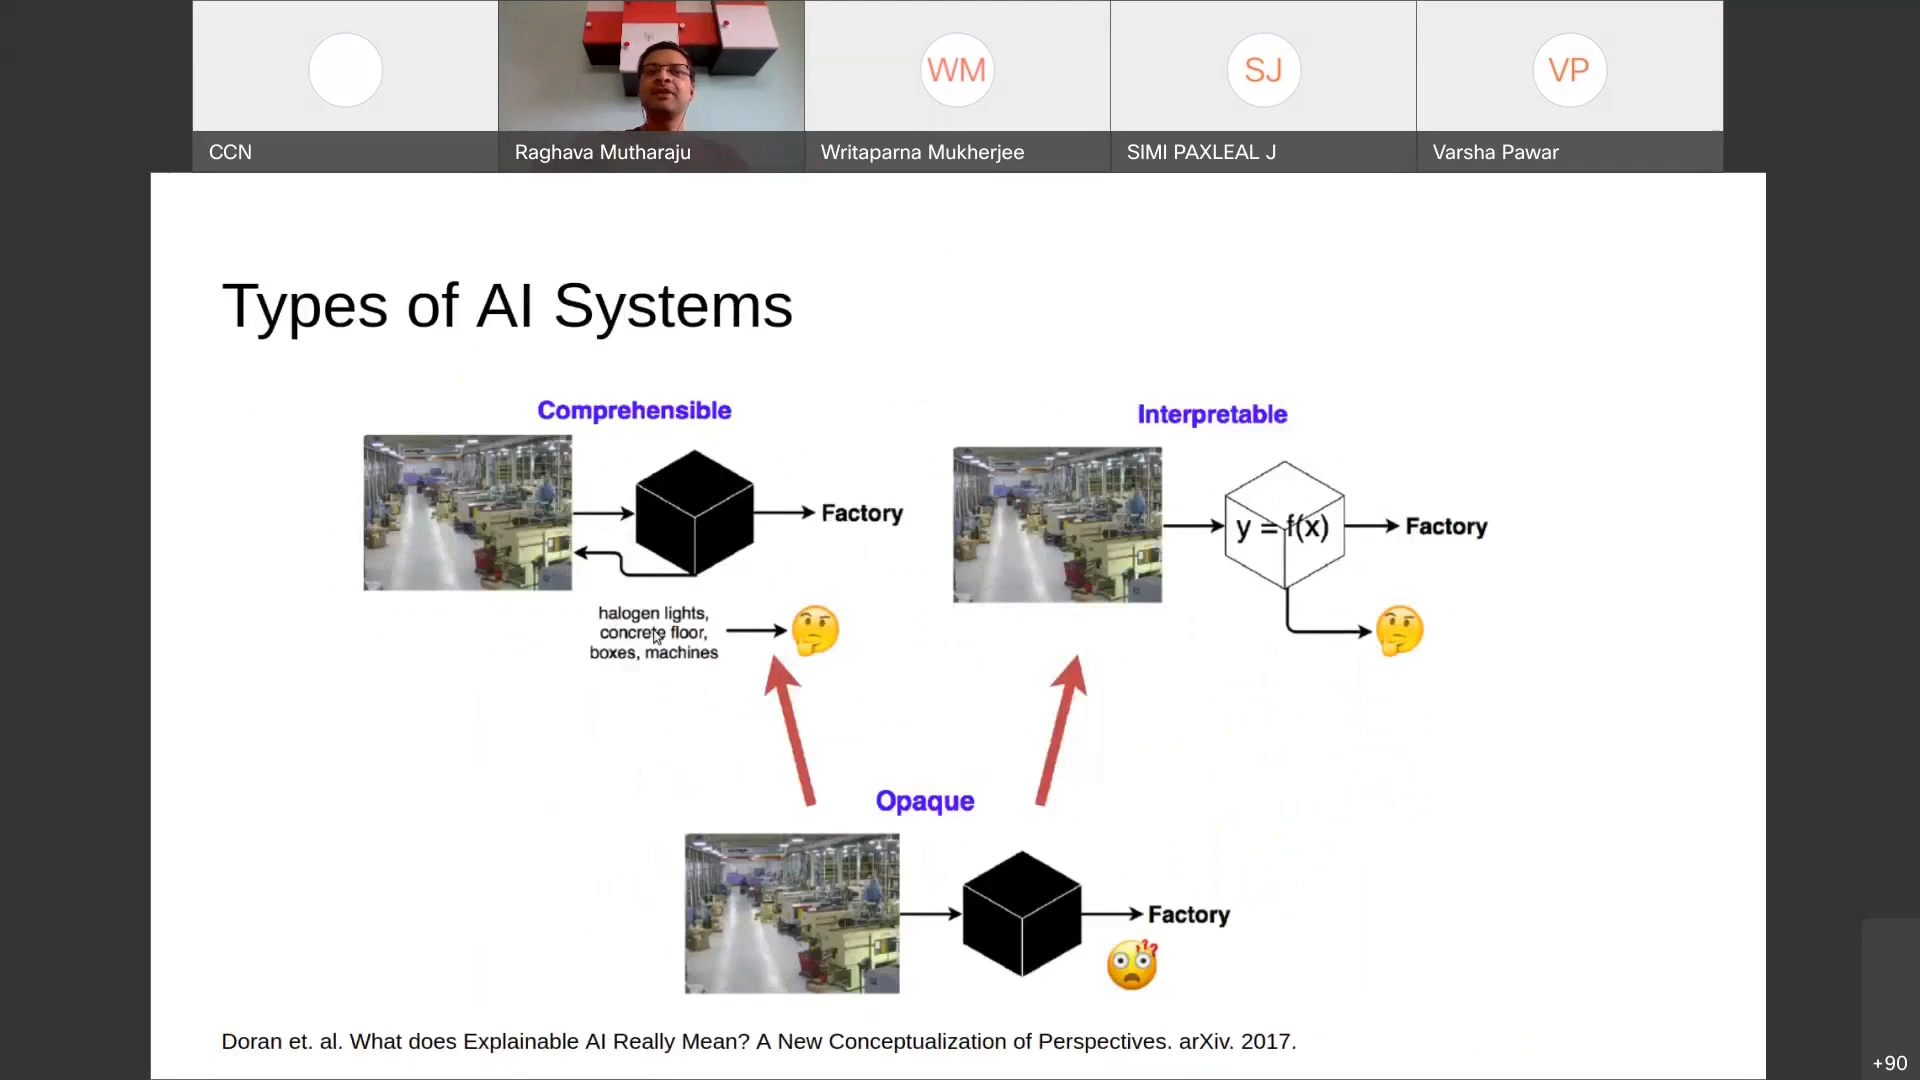 WM
SJ
VP
CCN
Raghava Mutharaju
Writaparna Mukherjee
SIMI PAXLEAL J
Varsha Pawar
Types of AI Systems
Comprehensible
Factory
halogen lights,
concrete floor,
boxes, machines
Interpretable
y = f(x)
Factory
Opaque
Factory
???
Doran et. al. What does Explainable AI Really Mean? A New Conceptualization of Perspectives. arXiv. 2017.
+90